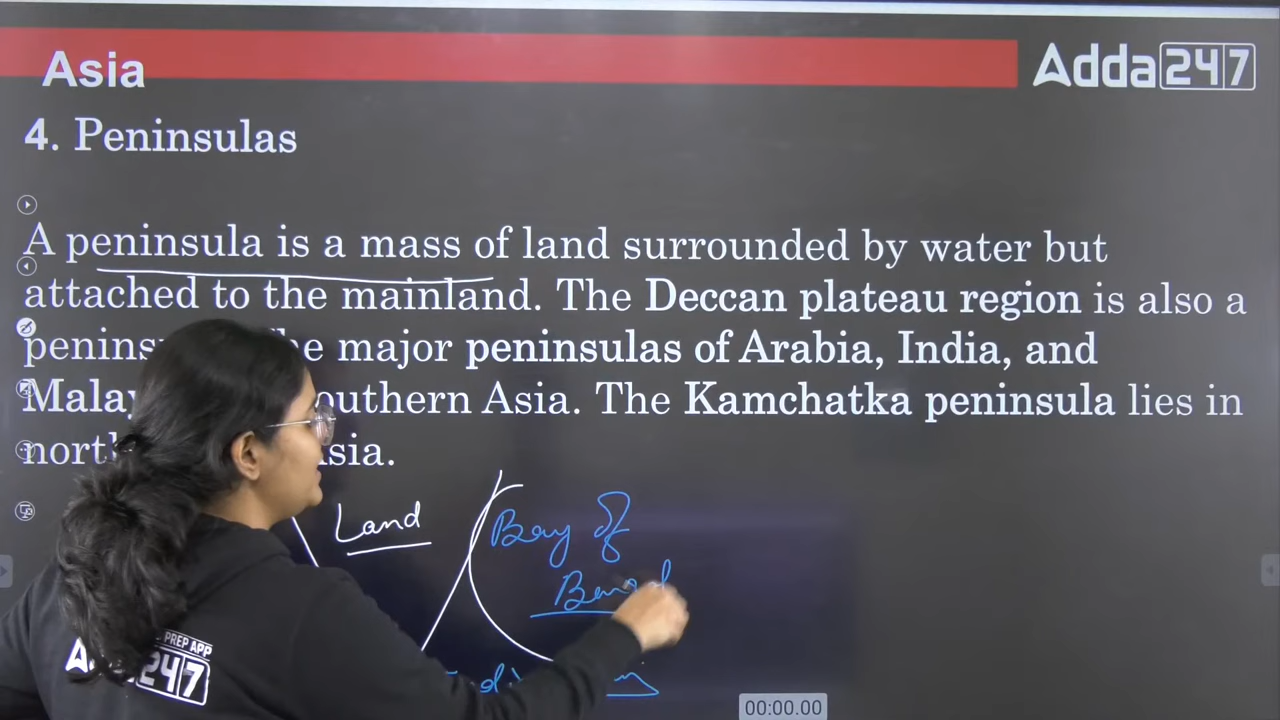 Asia
Adda247
4. Peninsulas
A peninsula is a mass of land surrounded by water but
attached to the mainland. The Deccan plateau region is also a
major peninsulas of Arabia, India, and
Asia. The Kamchatka peninsula lies in
Land
Bay of
PREP APP
247
00:00.00